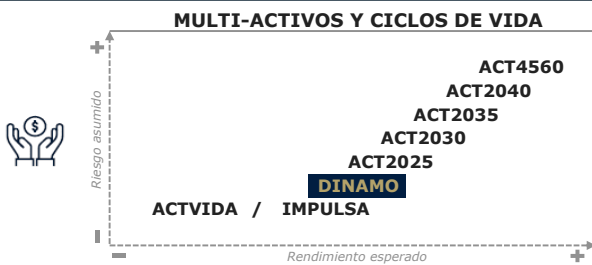 MULTI-ACTIVOS Y CICLOS DE VIDA
+
ACT4560
ACT2040
ACT2035
ACT2030
ACT2025
DINAMO
ACTVIDA / IMPULSA
Riesgo asumido
$
–
– Rendimiento esperado +